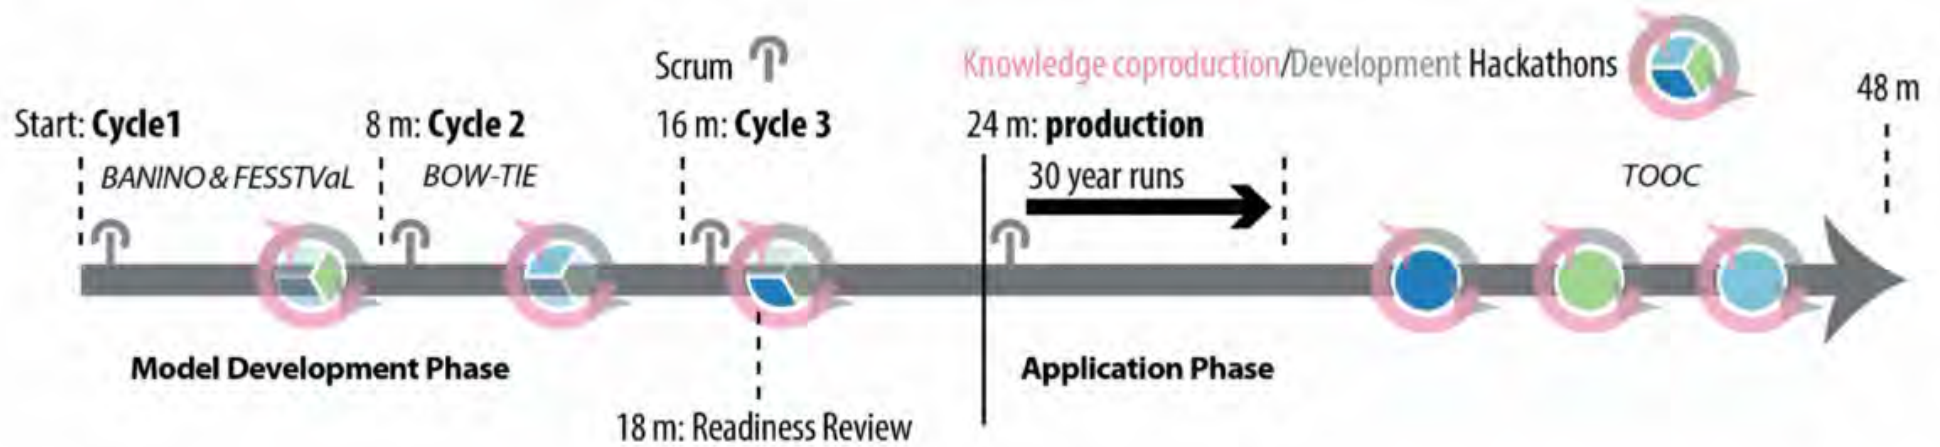 Scrum
Knowledge coproduction/Development Hackathons
48 m
Start: Cycle1
8 m: Cycle 2
16 m: Cycle 3
24 m: production
BANINO & FESSTVaL
BOW-TIE
30 year runs
TOOC
Model Development Phase
Application Phase
18 m: Readiness Review